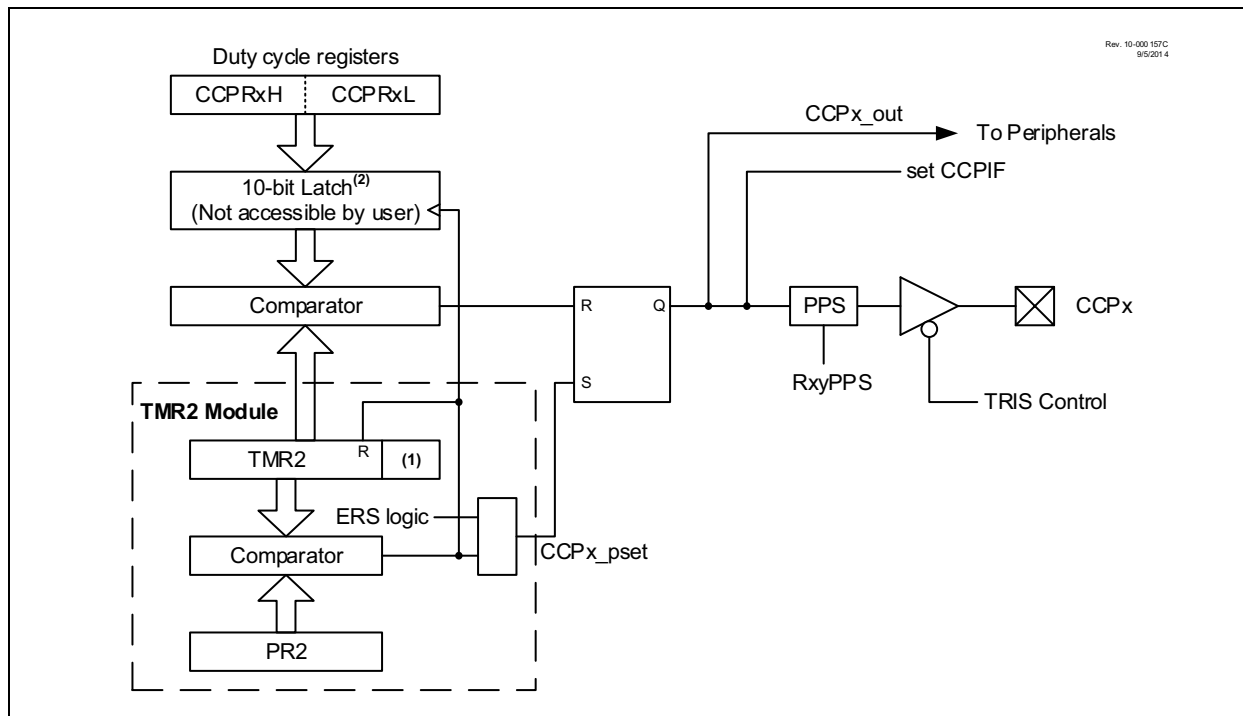 Rev. 10-000 157C
9/5/201 4
Duty cycle registers
CCPRxH CCPRxL
CCPx_out
To Peripherals
set CCPIF
10-bit Latch(2)
(Not accessible by user)
Comparator
R Q
S
PPS
CCPx
RxyPPS
TRIS Control
TMR2 Module
TMR2 R (1)
ERS logic
Comparator
CCPx_pset
PR2